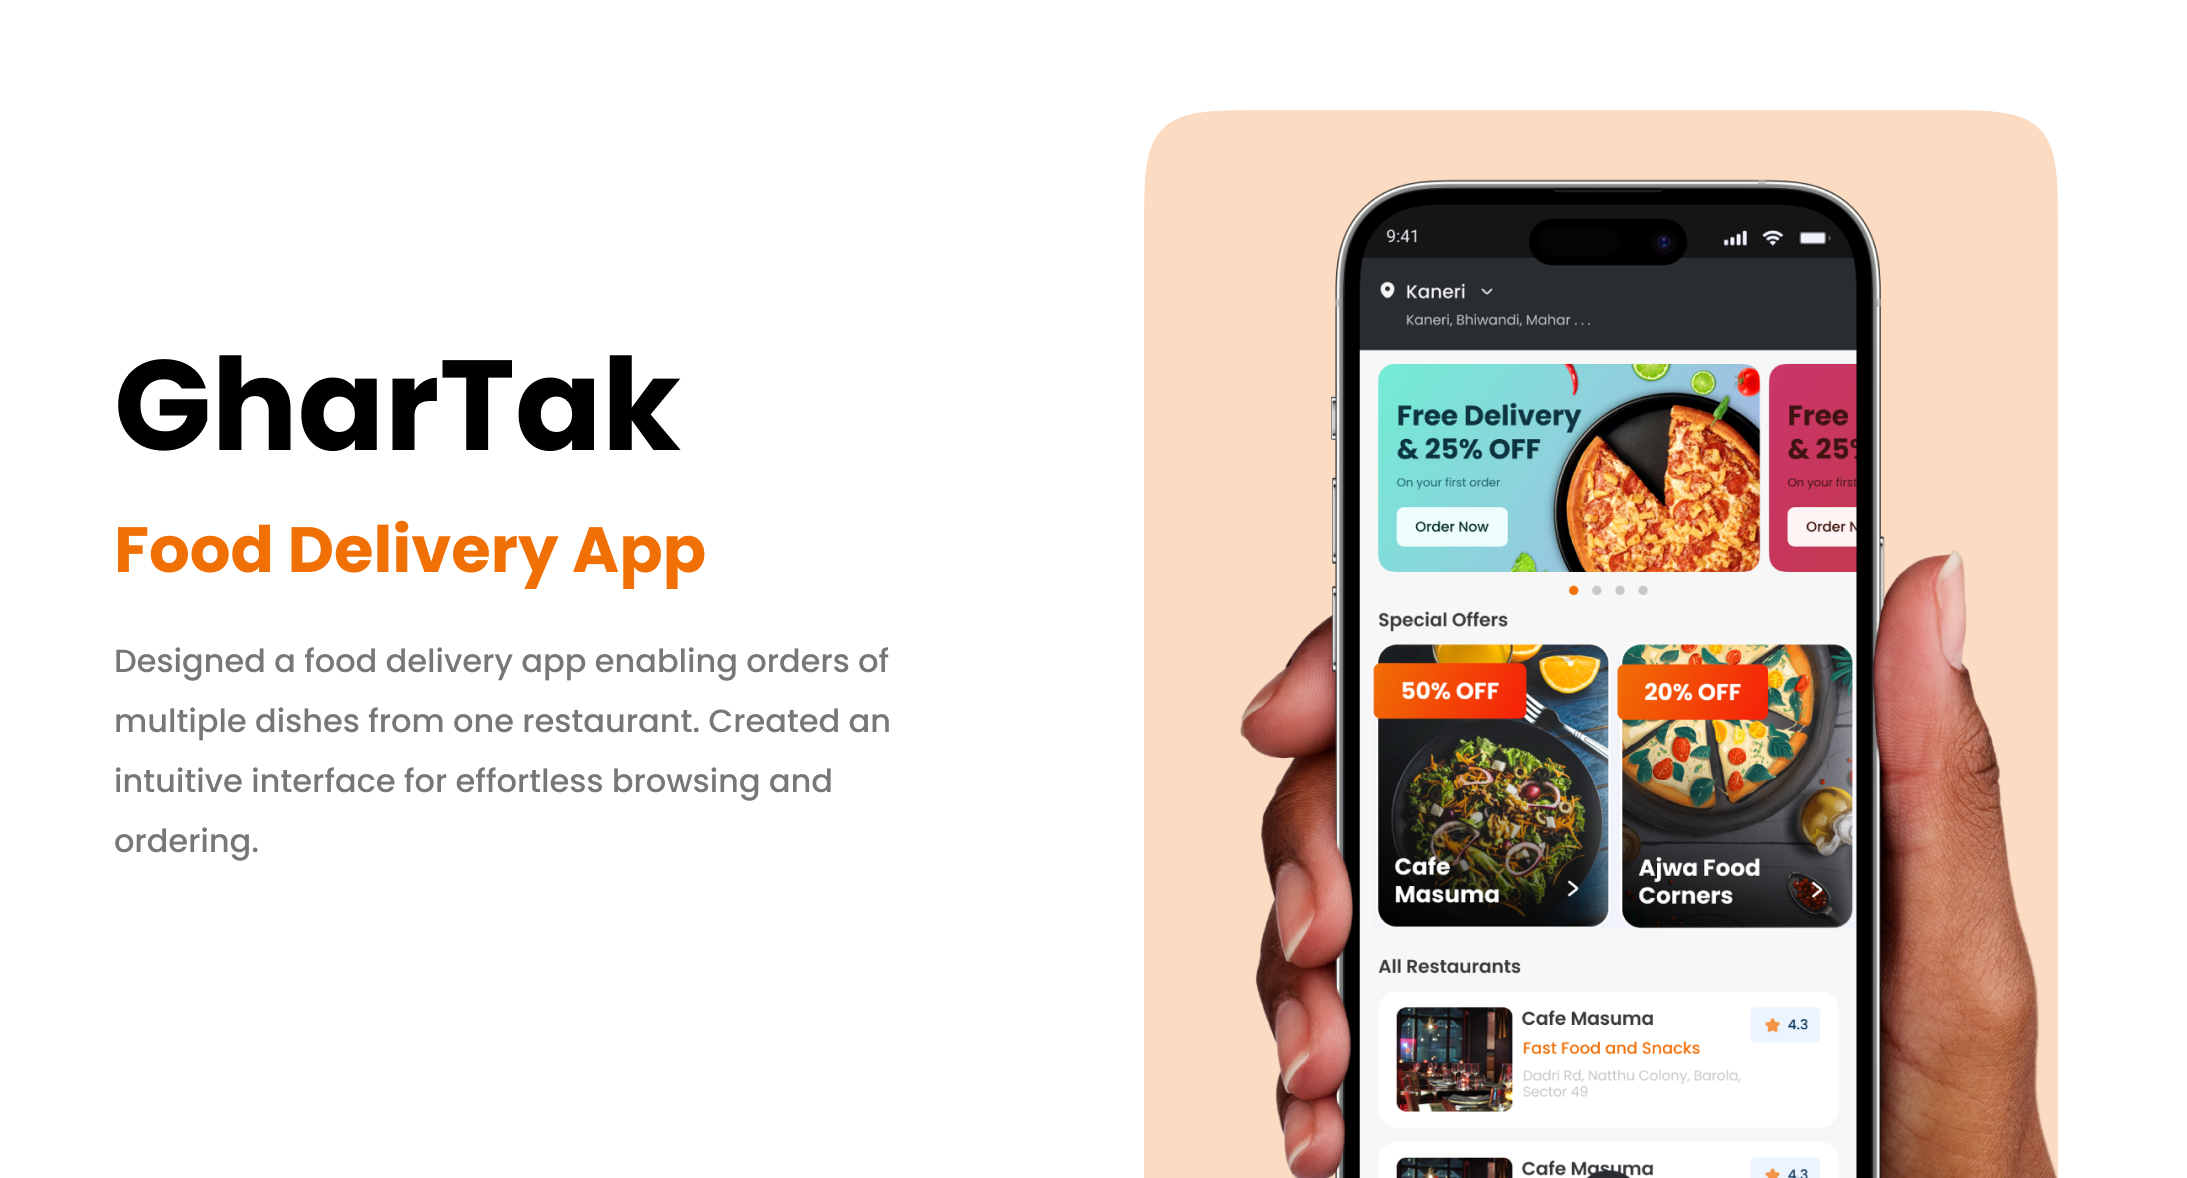 GharTak
Food Delivery App
Designed a food delivery app enabling orders of
multiple dishes from one restaurant. Created an
intuitive interface for effortless browsing and
ordering.
9:41
Kaneri
Kaneri, Bhiwandi, Mahar . . .
Free Delivery
& 25% OFF
On your first order
Order Now
Free
& 25%
On your first
Order N
Special Offers
50% OFF
Cafe
Masuma
20% OFF
Ajwa Food
Corners
All Restaurants
Cafe Masuma
4.3
Fast Food and Snacks
Dadri Rd, Natthu Colony, Barola,
Sector 49
Cafe Masuma
4.3